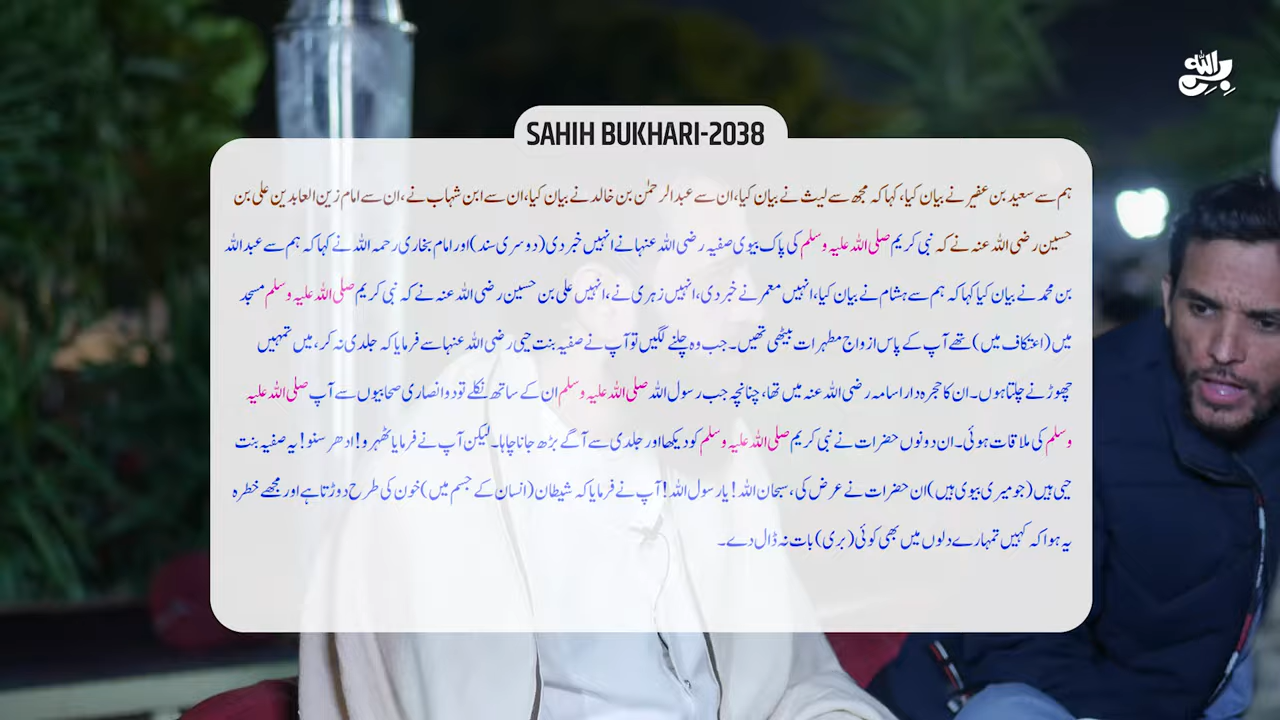 بسم الله
SAHIH BUKHARI-2038
ہم سے سعید بن عفیر نے بیان کیا، کہا کہ مجھ سے لیث نے بیان کیا، ان سے عبدالرحمٰن بن خالد نے بیان کیا، ان سے ابن شہاب نے، ان سے امام زین العابدین علی بن
حسین رضی اللہ عنہ نے کہ نبی کریم صلی اللہ علیہ وسلم کی پاک بیوی صفیہ رضی اللہ عنہا نے انہیں خبر دی (دوسری سند) اور امام بخاری رحمہ اللہ نے کہا کہ ہم سے عبداللہ
بن محمد نے بیان کیا کہا کہ ہم سے ہشام نے بیان کیا، انہیں معمر نے خبر دی، انہیں زہری نے، انہیں علی بن حسین رضی اللہ عنہ نے کہ نبی کریم صلی اللہ علیہ وسلم مسجد
میں (اعتکاف میں) تھے آپ کے پاس ازواج مطہرات بیٹھی تھیں۔ جب وہ چلنے لگیں تو آپ نے صفیہ بنت حیی رضی اللہ عنہا سے فرمایا کہ جلدی نہ کر، میں تمہیں
چھوڑنے چلتا ہوں۔ ان کا حجرہ دار اسامہ رضی اللہ عنہ میں تھا، چنانچہ جب رسول اللہ صلی اللہ علیہ وسلم ان کے ساتھ نکلے تو دو انصاری صحابیوں سے آپ صلی اللہ علیہ
وسلم کی ملاقات ہوئی۔ ان دونوں حضرات نے نبی کریم صلی اللہ علیہ وسلم کو دیکھا اور جلدی سے آگے بڑھ جانا چاہا۔ لیکن آپ نے فرمایا ٹھہرو! ادھر سنو! یہ صفیہ بنت
حیی ہیں (جو میری بیوی ہیں) ان حضرات نے عرض کی، سبحان اللہ! یا رسول اللہ! آپ نے فرمایا کہ شیطان (انسان کے جسم میں) خون کی طرح دوڑتا ہے اور مجھے خطرہ
یہ ہوا کہ کہیں تمہارے دلوں میں بھی کوئی (بری) بات نہ ڈال دے۔